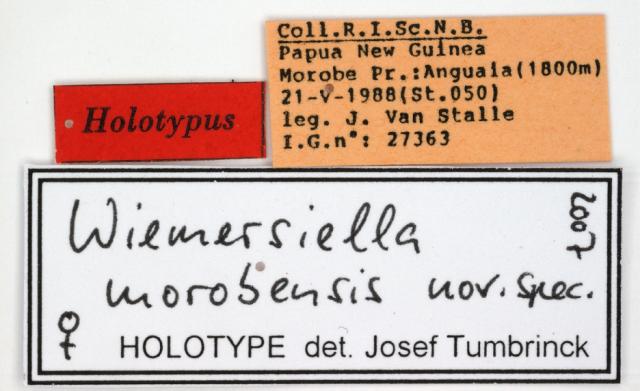 Coll.R.I.Sc.N.B.
Papua New Guinea
Morobe Pr.:Anguaia(1800m)
21-V-1988(St.050)
leg. J. Van Stalle
I.G.n°: 27363
Holotypus
Wiemersiella
morobensis nov. spec.
2007
♀
HOLOTYPE det. Josef Tumbrinck